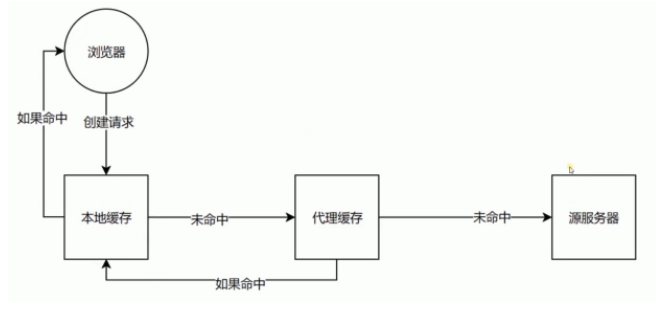 浏览器
如果命中
创建请求
本地缓存
未命中
代理缓存
未命中
源服务器
如果命中